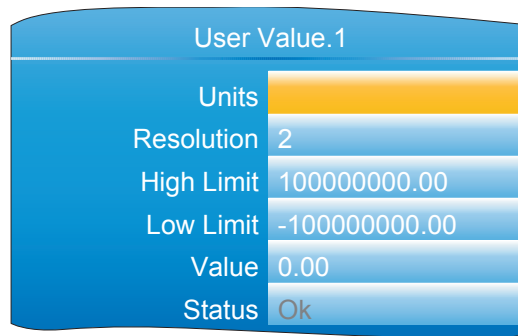 User Value.1
Units
Resolution 2
High Limit 100000000.00
Low Limit -100000000.00
Value 0.00
Status Ok